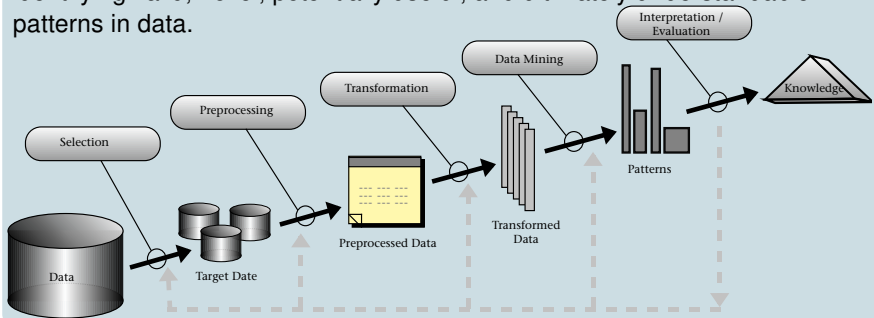 patterns in data.
Interpretation /
Evaluation
Data Mining
Transformation
Preprocessing
Selection
Knowledge
Patterns
Transformed
Data
Preprocessed Data
Target Date
Data